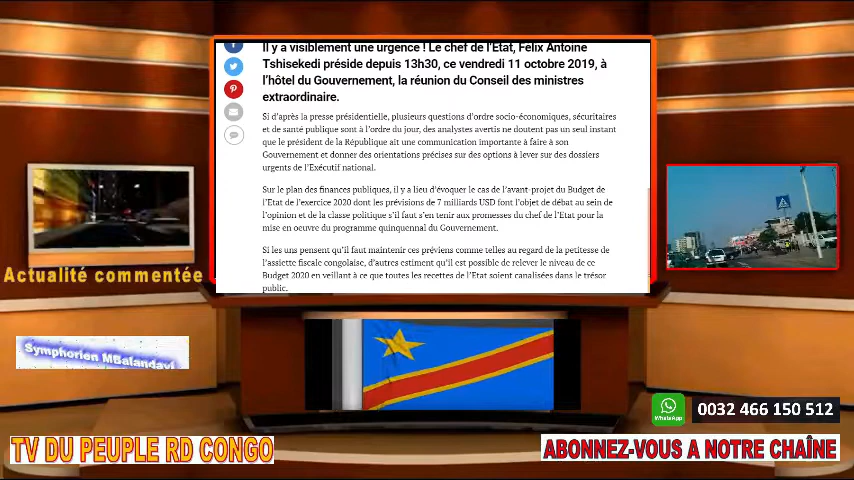 Il y a visiblement une urgence ! Le chef de l'Etat, Félix Antoine
Tshisekedi préside depuis 13h30, ce vendredi 11 octobre 2019, à
l'hôtel du Gouvernement, la réunion du Conseil des ministres
extraordinaire.
Si d'après la presse présidentielle, plusieurs questions d'ordre socio-économiques, sécuritaires
et de santé publique sont à l'ordre du jour, des analystes avertis ne doutent pas un seul instant
que le président de la République ait une communication importante à faire à son
Gouvernement et donner des orientations précises sur des options à lever sur des dossiers
urgents de l'Exécutif national.
Sur le plan des finances publiques, il y a lieu d'évoquer le cas de l'avant-projet du Budget de
l'Etat de l'exercice 2020 dont les prévisions de 7 milliards USD font l'objet de débat au sein de
l'opinion et de la classe politique s'il faut s'en tenir aux promesses du chef de l'Etat pour la
mise en oeuvre du programme quinquennal du Gouvernement.
Si les uns pensent qu'il faut maintenir ces préviens comme telles au regard de la petitesse de
l'assiette fiscale congolaise, d'autres estiment qu'il est possible de relever le niveau de ce
Budget 2020 en veillant à ce que toutes les recettes de l'Etat soient canalisées dans le trésor
public.
Actualité commentée
Symphorien MBalandayi
WhatsApp
0032 466 150 512
TV DU PEUPLE RD CONGO
ABONNEZ-VOUS A NOTRE CHAÎNE